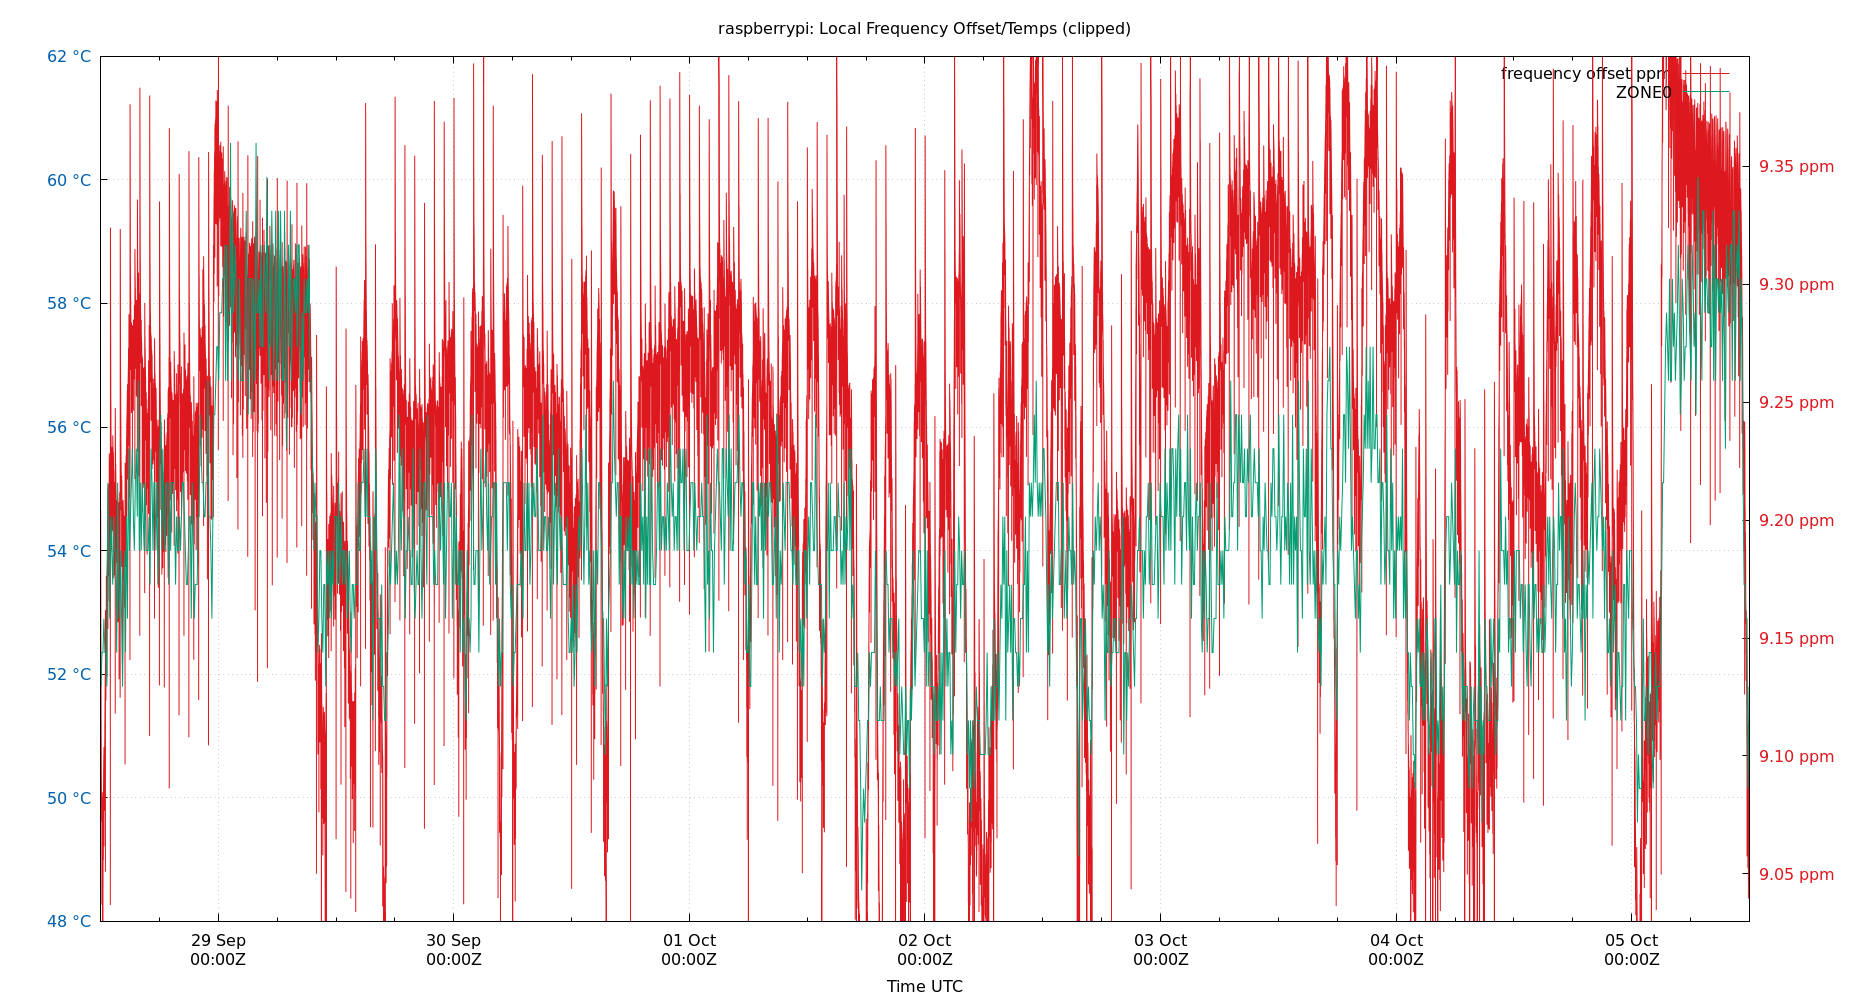 raspberrypi: Local Frequency Offset/Temps (clipped)
62 °C
60 °C
58 °C
56 °C
54 °C
52 °C
50 °C
48 °C
frequency offset ppm
ZONE0
9.35 ppm
9.30 ppm
9.25 ppm
9.20 ppm
9.15 ppm
9.10 ppm
9.05 ppm
29 Sep 00:00Z
30 Sep 00:00Z
01 Oct 00:00Z
02 Oct 00:00Z
03 Oct 00:00Z
04 Oct 00:00Z
05 Oct 00:00Z
Time UTC